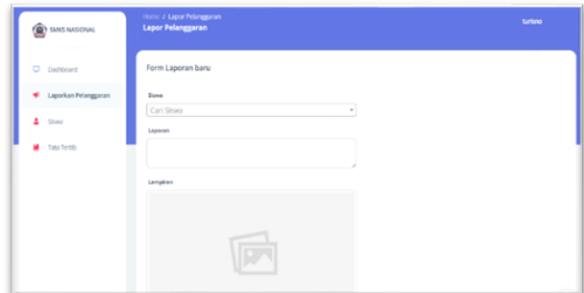 SMKS NASIONAL
Home / Lapor Pelanggaran
Lapor Pelanggaran
turisno
Dashboard
Laporkan Pelanggaran
Siswa
Tata Tertib
Form Laporan baru
Siswa
Cari Siswa
Laporan
Lampiran